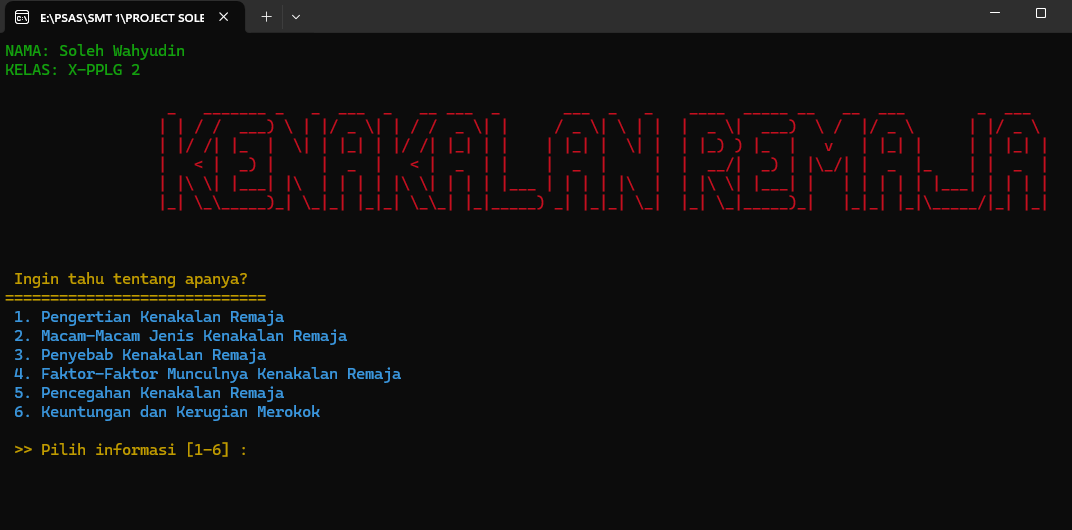 E:\PSAS\SMT 1\PROJECT SOLE
NAMA: Soleh Wahyudin
KELAS: X-PPLG 2
KENAKALAN REMAJA
Ingin tahu tentang apanya?
=============================
1. Pengertian Kenakalan Remaja
2. Macam-Macam Jenis Kenakalan Remaja
3. Penyebab Kenakalan Remaja
4. Faktor-Faktor Munculnya Kenakalan Remaja
5. Pencegahan Kenakalan Remaja
6. Keuntungan dan Kerugian Merokok
>> Pilih informasi [1-6] :